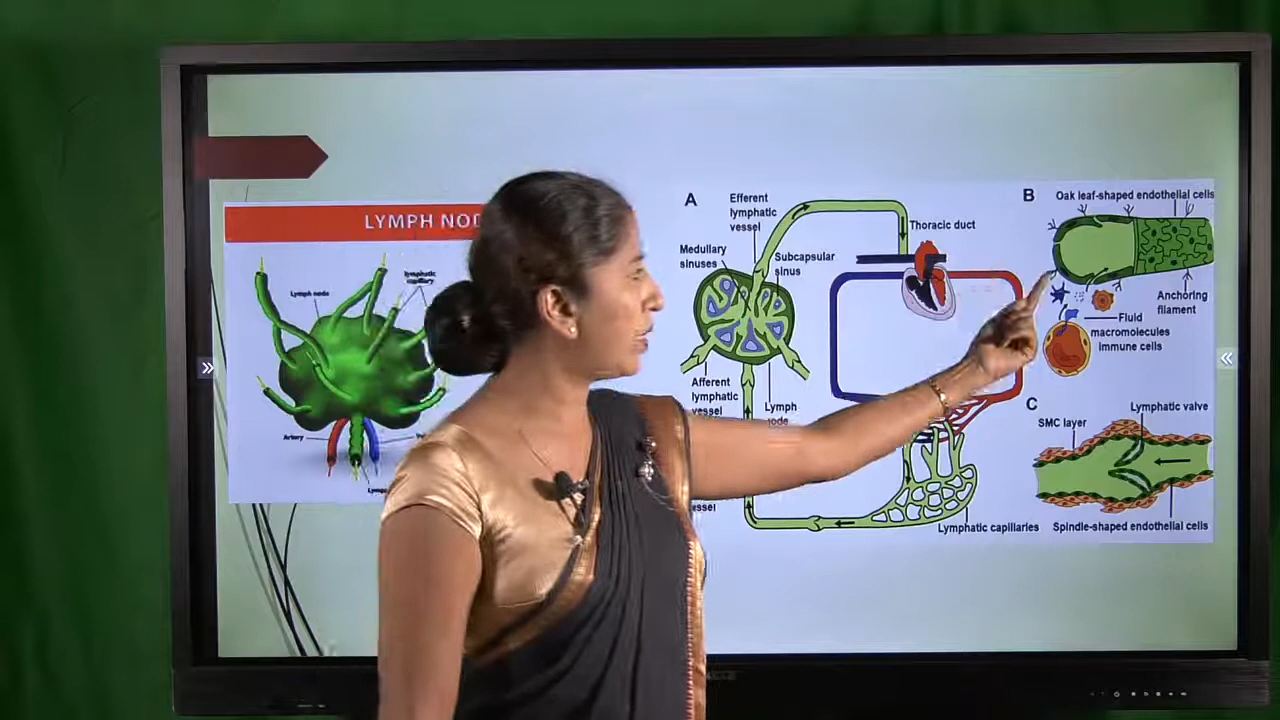 LYMPH NOD
lymphatic
capillary
Lymph node
Artery
A
Efferent
lymphatic
vessel
Thoracic duct
Medullary
sinuses
Subcapsular
sinus
Afferent
lymphatic
vessel
Lymph
node
essel
Lymphatic capillaries
B
Oak leaf-shaped endothelial cells
Anchoring
filament
Fluid
macromolecules
immune cells
C
Lymphatic valve
SMC layer
Spindle-shaped endothelial cells